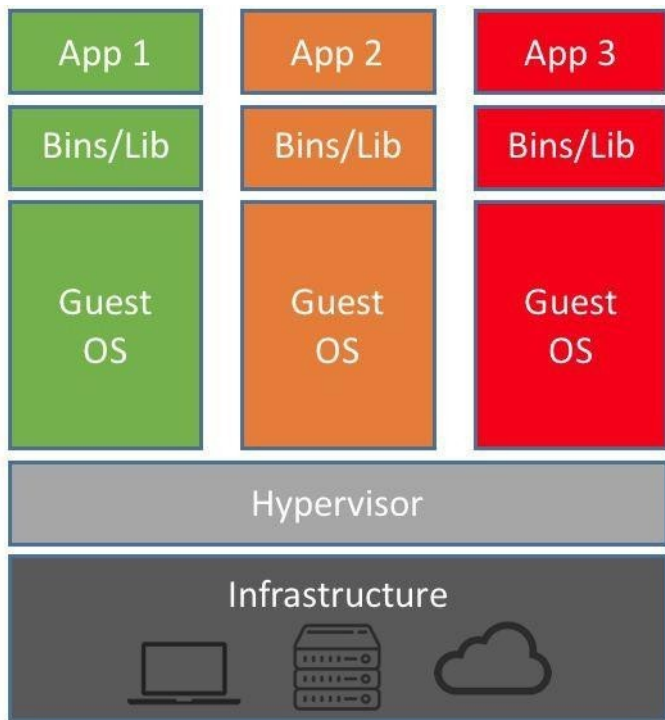 App 1
App 2
App 3
Bins/Lib
Bins/Lib
Bins/Lib
Guest
OS
Guest
OS
Guest
OS
Hypervisor
Infrastructure